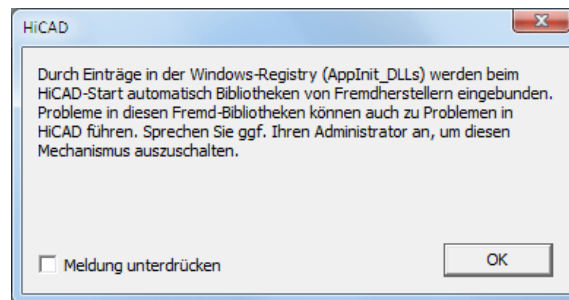 HiCAD
Durch Einträge in der Windows-Registry (AppInit_DLLs) werden beim
HiCAD-Start automatisch Bibliotheken von Fremdherstellern eingebunden.
Probleme in diesen Fremd-Bibliotheken können auch zu Problemen in
HiCAD führen. Sprechen Sie ggf. Ihren Administrator an, um diesen
Mechanismus auszuschalten.
Meldung unterdrücken
OK